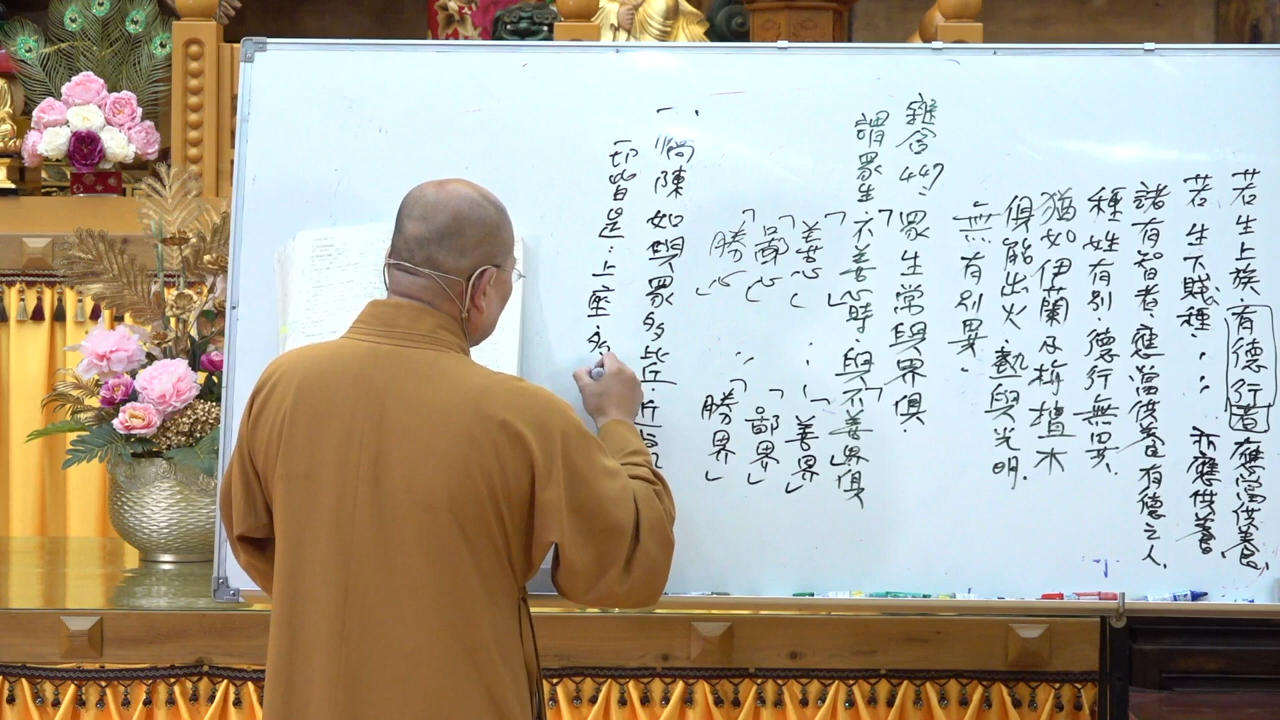 若生上族、有德行者應當供養、
若生下賤種、：： 亦應供養
諸有智者、應當供養有德之人、
種姓有別、德行無異、
猶如伊蘭及栴檀木
俱能出火、熱與光明、
無有別異、
雜含447、眾生常與界俱、
謂眾生「不善心」時、與「不善界」俱
「善心」：：「善界」
「鄙心」「鄙界」
「勝心」：「勝界」
一、憍陳如與眾多比丘、近
一切皆是、上座、多